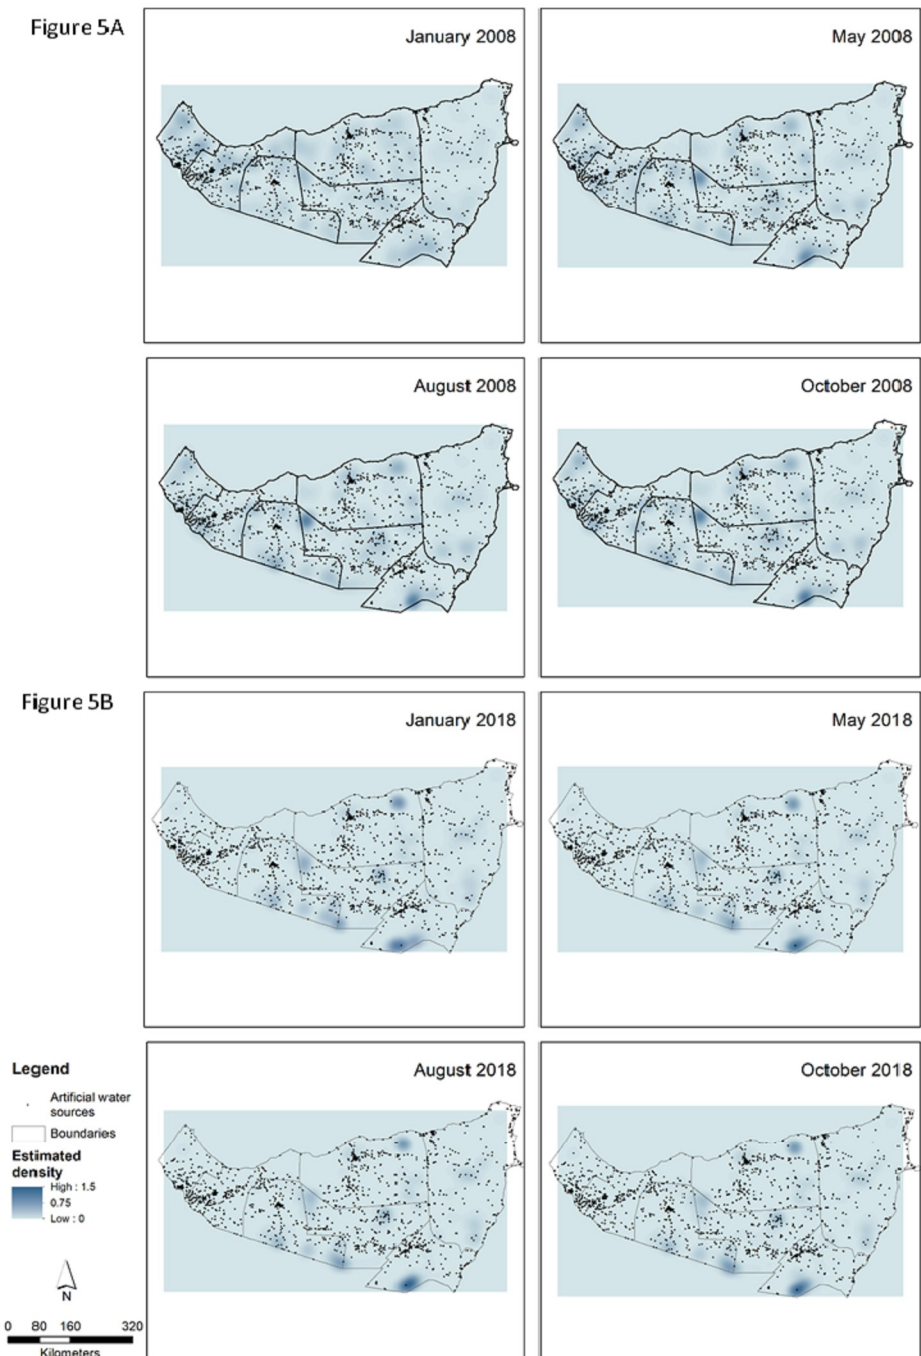 Figure 5A
January 2008
May 2008
August 2008
October 2008
Figure 5B
January 2018
May 2018
August 2018
October 2018
Legend
Artificial water
sources
Boundaries
Estimated
density
High : 1.5
0.75
Low : 0
N
0 80 160 320
Kilometers